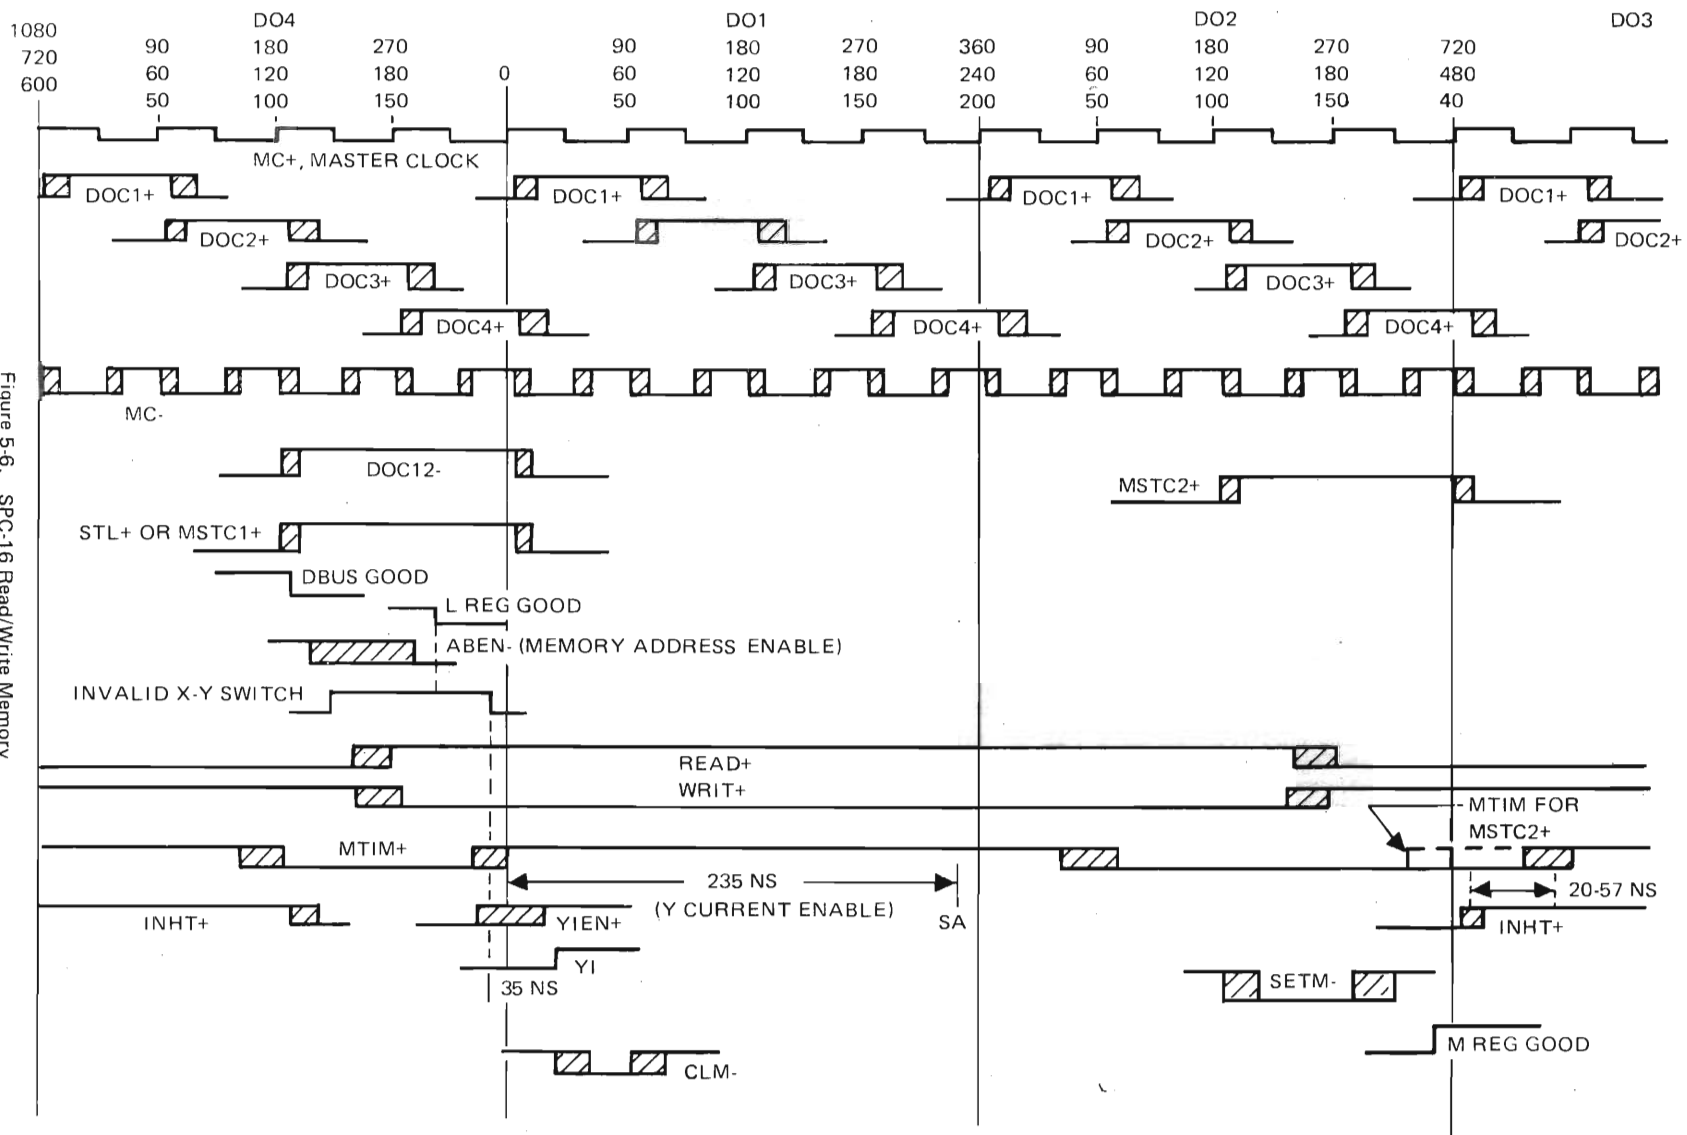 DO4 DO1 DO2 DO3
1080
720
600
90 180 270 90 180 270 360 90 180 270 720
60 120 180 0 60 120 180 240 60 120 180 480
50 100 150 50 100 150 200 50 100 150 40
MC+, MASTER CLOCK
DOC1+ DOC1+ DOC1+ DOC1+
DOC2+ DOC2+ DOC2+
DOC3+ DOC3+ DOC3+
DOC4+ DOC4+ DOC4+
MC-
DOC12-
MSTC2+
STL+ OR MSTC1+
DBUS GOOD
L REG GOOD
ABEN- (MEMORY ADDRESS ENABLE)
INVALID X-Y SWITCH
READ+
WRIT+
MTIM FOR
MSTC2+
MTIM+
235 NS
20-57 NS
(Y CURRENT ENABLE)
INHT+ YIEN+ SA INHT+
YI
35 NS
SETM-
M REG GOOD
CLM-
Figure 5-6. SPC-16 Read/Write Memory